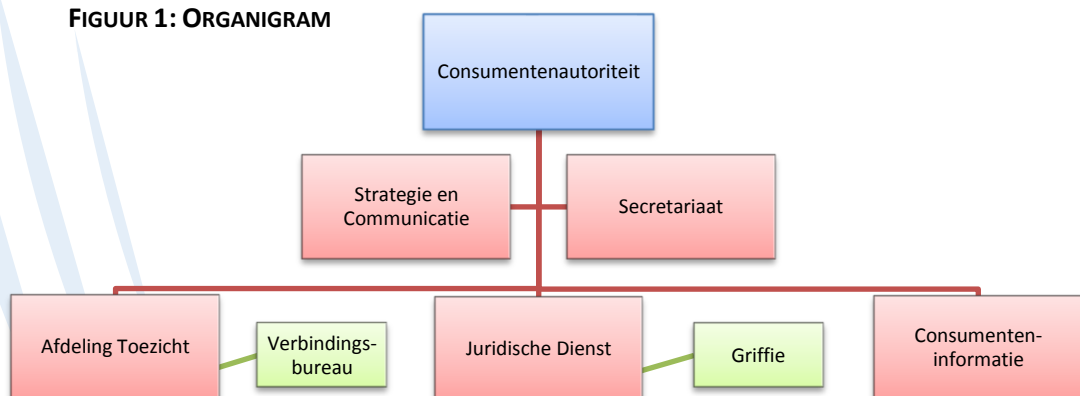 FIGUUR 1: ORGANIGRAM
Consumentenautoriteit
Strategie en
Communicatie
Secretariaat
Afdeling Toezicht
Verbindings-
bureau
Juridische Dienst
Griffie
Consumenten-
informatie